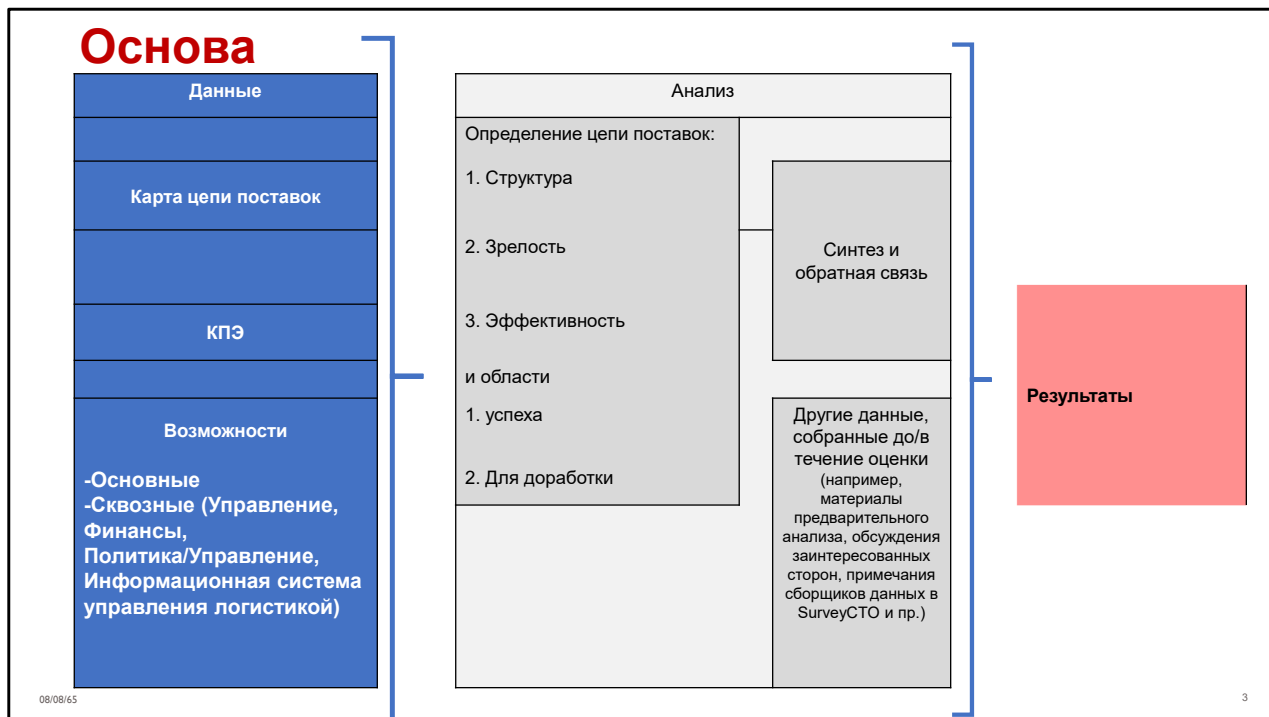 Основа
Данные
Карта цепи поставок
КПЭ
Возможности
-Основные
-Сквозные (Управление,
Финансы,
Политика/Управление,
Информационная система
управления логистикой)
Анализ
Определение цепи поставок:
1. Структура
2. Зрелость
3. Эффективность
и области
1. успеха
2. Для доработки
Синтез и
обратная связь
Другие данные,
собранные до/в
течение оценки
(например,
материалы
предварительного
анализа, обсуждения
заинтересованных
сторон, примечания
сборщиков данных в
SurveyCTO и пр.)
Результаты
08/08/65
3